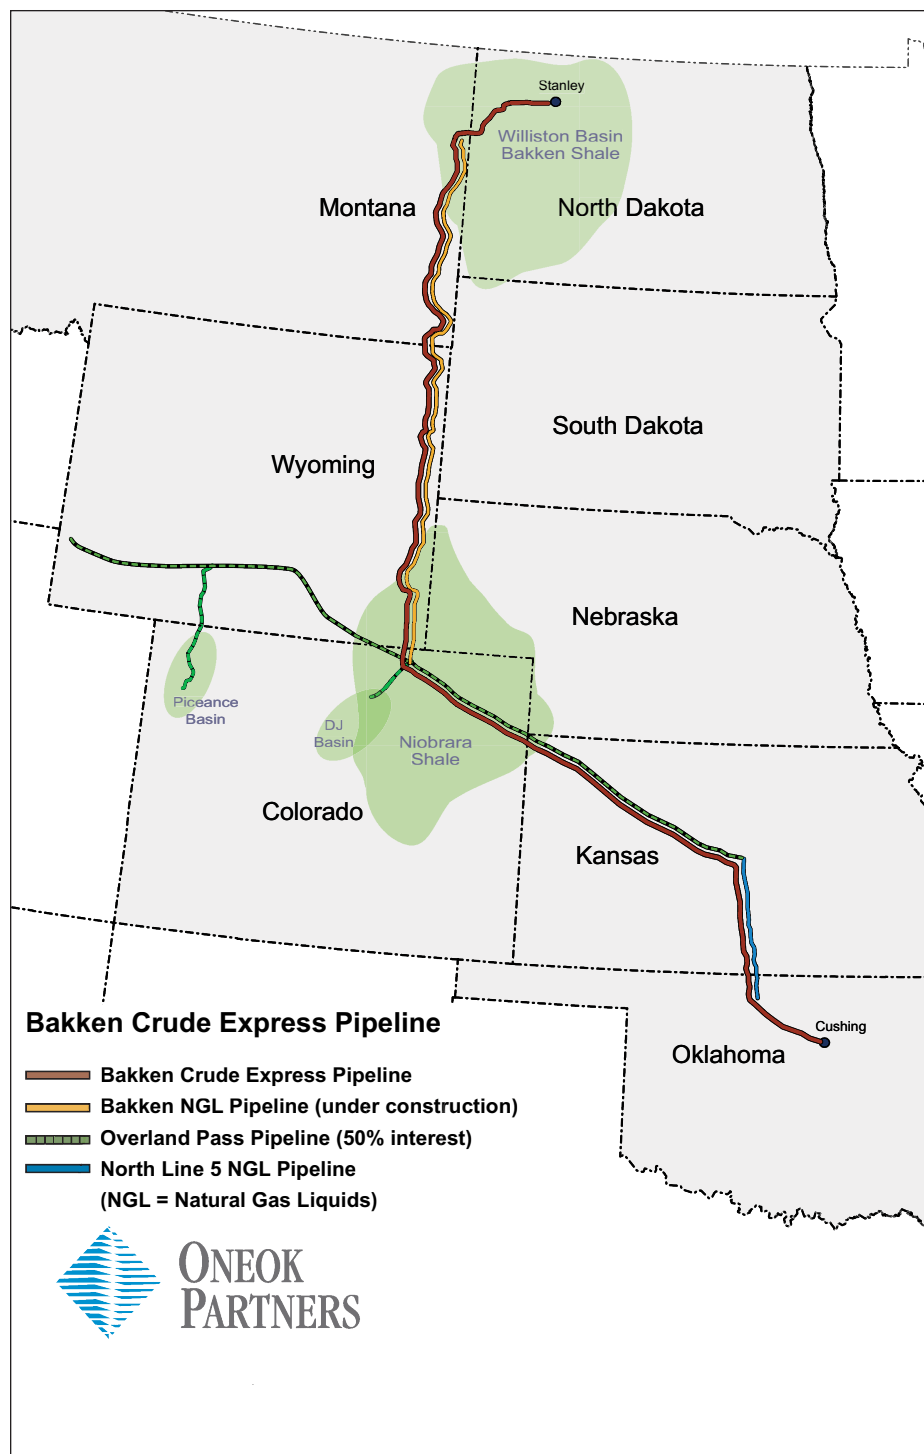 Stanley
Williston Basin
Bakken Shale
Montana
North Dakota
South Dakota
Wyoming
Nebraska
Piceance
Basin
DJ
Basin
Niobrara
Shale
Colorado
Kansas
Bakken Crude Express Pipeline
Cushing
Oklahoma
Bakken Crude Express Pipeline
Bakken NGL Pipeline (under construction)
Overland Pass Pipeline (50% interest)
North Line 5 NGL Pipeline
(NGL = Natural Gas Liquids)
ONEOK
PARTNERS